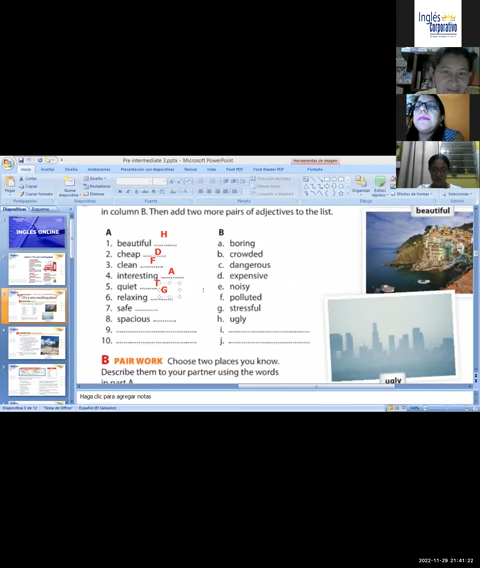 Inglés
corporativo
Pre intermediate 3.pptx - Microsoft PowerPoint
Herramientas de imagen
Inicio Insertar Diseño Animaciones Presentación con diapositivas Revisar Vista Foxit PDF Foxit Reader PDF Formato
Pegar
Cortar
Copiar
Copiar formato
Portapapeles
Nueva diapositiva
Diseño
Restablecer
Eliminar
Diapositivas
Fuente
Párrafo
Organizar
Estilos rápidos
Efectos de formas
Dibujo
Edición
Diapositivas Esquema
INGLES ONLINE
in column B. Then add two more pairs of adjectives to the list.
beautiful
A B
1. beautiful ........... H a. boring
2. cheap ........... D b. crowded
3. clean ........... F c. dangerous
4. interesting ........... A d. expensive
5. quiet ........... e. noisy
6. relaxing ........... G f. polluted
7. safe ........... g. stressful
8. spacious ........... h. ugly
9. ........... i. ...........
10. ........... j. ...........
B PAIR WORK Choose two places you know.
Describe them to your partner using the words
in part A.
ugly
Haga clic para agregar notas
Diapositiva 3 de 12 "Tema de Office" Español (El Salvador)
2022-11-29 21:41:22